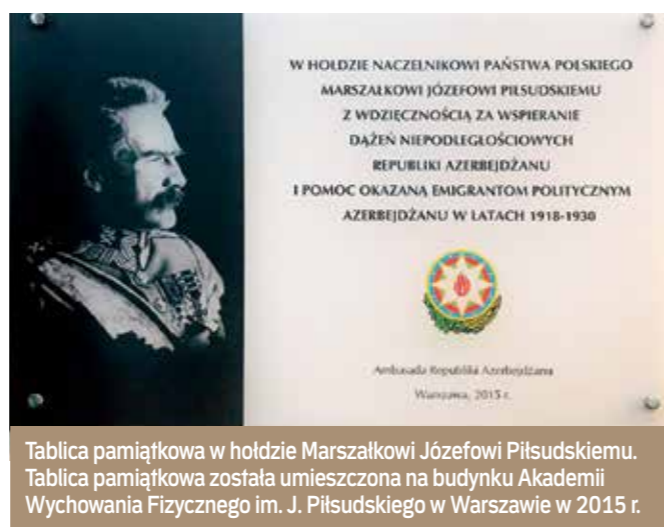 W HOŁDZIE NACZELNIKOWI PAŃSTWA POLSKIEGO
MARSZAŁKOWI JÓZEFOWI PIŁSUDSKIEMU
Z WDZIĘCZNOŚCIĄ ZA WSPIERANIE
DĄŻEŃ NIEPODLEGŁOŚCIOWYCH
REPUBLIKI AZERBEJDŻANU
I POMOC OKAZANĄ EMIGRANTOM POLITYCZNYM
AZERBEJDŻANU W LATACH 1918-1930
Ambasada Republiki Azerbejdżanu
Warszawa, 2015 r.
Tablica pamiątkowa w hołdzie Marszałkowi Józefowi Piłsudskiemu.
Tablica pamiątkowa została umieszczona na budynku Akademii
Wychowania Fizycznego im. J. Piłsudskiego w Warszawie w 2015 r.